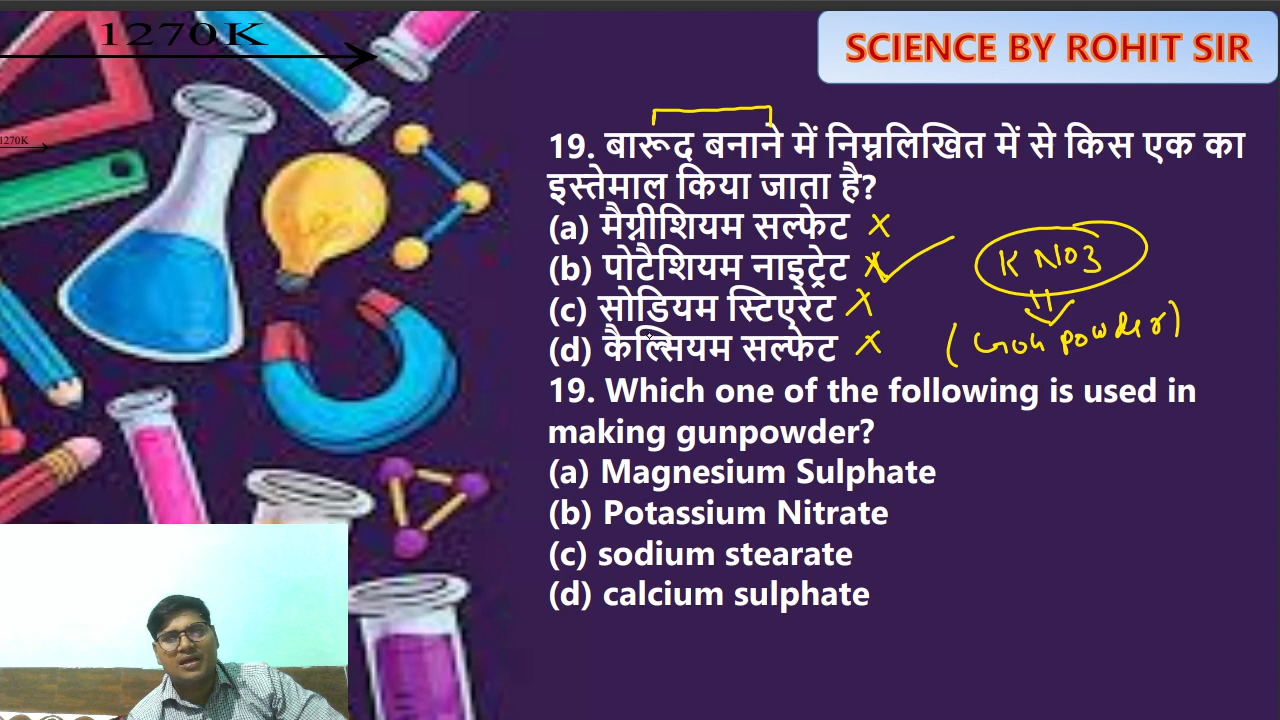 1270K
SCIENCE BY ROHIT SIR
1270K
19. बारूद बनाने में निम्नलिखित में से किस एक का
इस्तेमाल किया जाता है?
(a) मैग्नीशियम सल्फेट
(b) पोटैशियम नाइट्रेट
(c) सोडियम स्टिएरेट
(d) कैल्सियम सल्फेट
K NO3
powder)
19. Which one of the following is used in
making gunpowder?
(a) Magnesium Sulphate
(b) Potassium Nitrate
(c) sodium stearate
(d) calcium sulphate